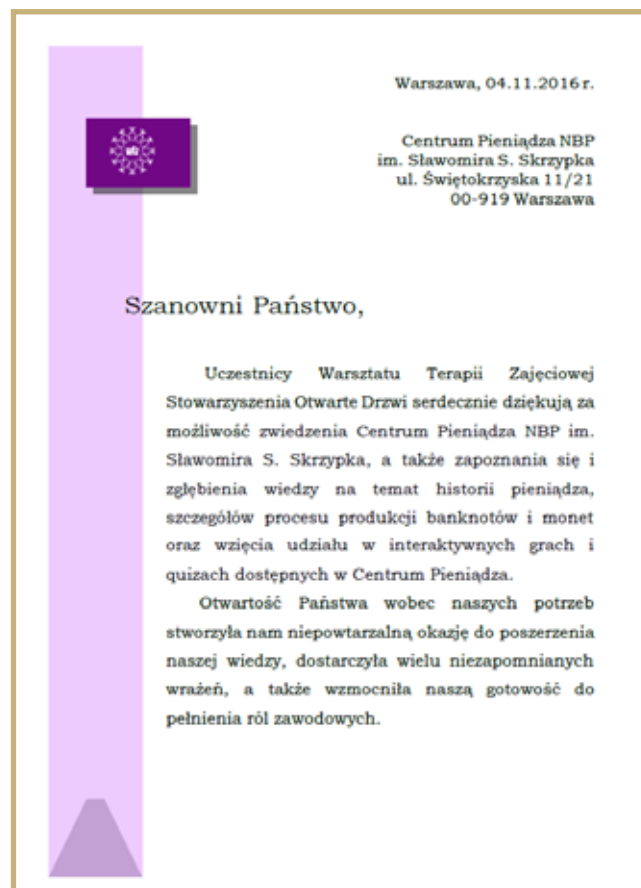 Warszawa, 04.11.2016 r.
Centrum Pieniądza NBP
im. Sławomira S. Skrzypka
ul. Świętokrzyska 11/21
00-919 Warszawa
Szanowni Państwo,
Uczestnicy Warsztatu Terapii Zajęciowej
Stowarzyszenia Otwarte Drzwi serdecznie dziękują za
możliwość zwiedzenia Centrum Pieniądza NBP im.
Sławomira S. Skrzypka, a także zapoznania się i
zgłębienia wiedzy na temat historii pieniądza,
szczegółów procesu produkcji banknotów i monet
oraz wzięcia udziału w interaktywnych grach i
quizach dostępnych w Centrum Pieniądza.
Otwartość Państwa wobec naszych potrzeb
stworzyła nam niepowtarzalną okazję do poszerzenia
naszej wiedzy, dostarczyła wielu niezapomnianych
wrażeń, a także wzmocniła naszą gotowość do
pełnienia ról zawodowych.